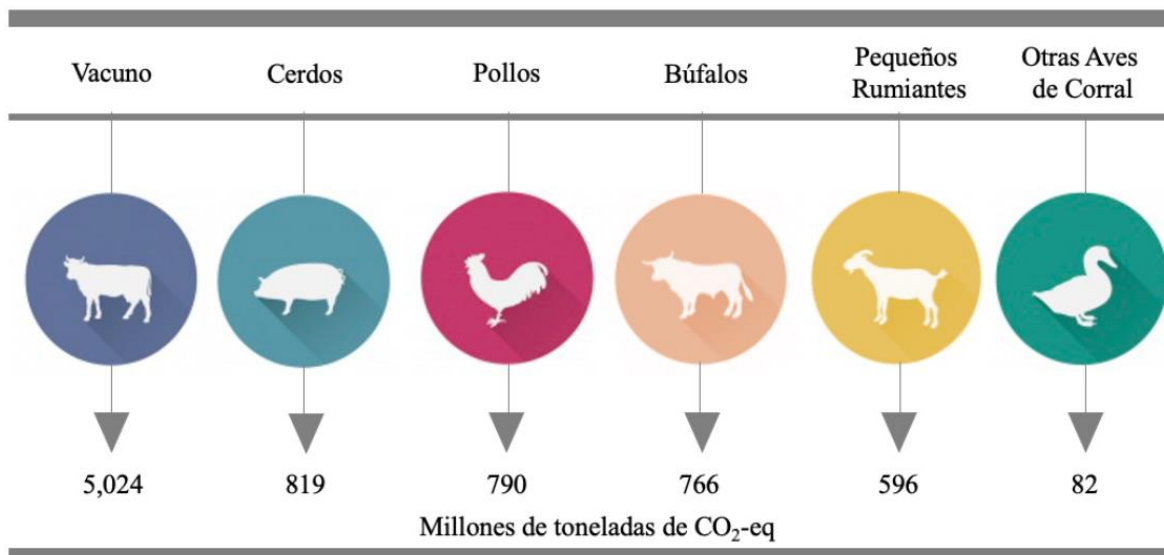 Vacuno
Cerdos
Pollos
Búfalos
Pequeños
Rumiantes
Otras Aves
de Corral
5,024
819
790
766
596
82
Millones de toneladas de CO₂-eq